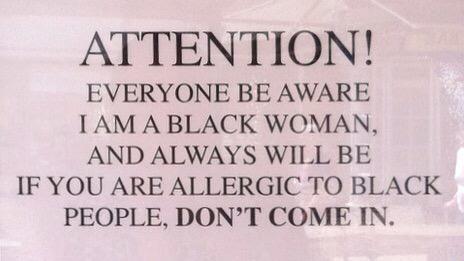 ATTENTION!
EVERYONE BE AWARE
I AM A BLACK WOMAN,
AND ALWAYS WILL BE
IF YOU ARE ALLERGIC TO BLACK
PEOPLE, DON'T COME IN.